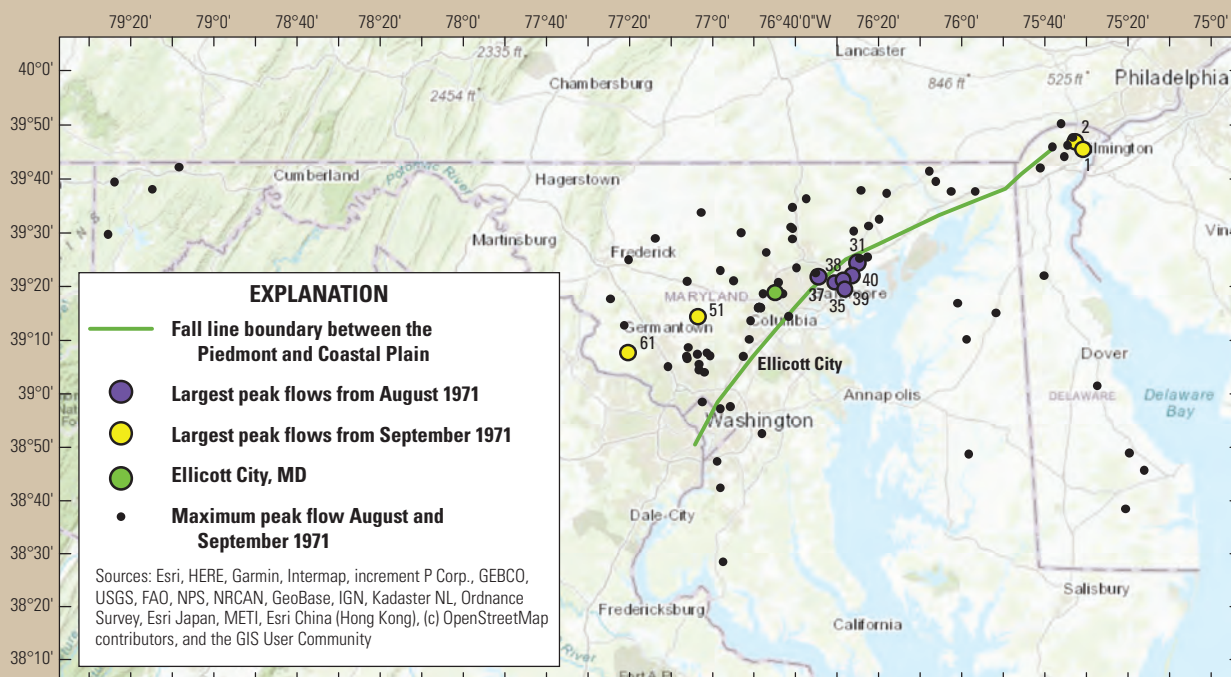 79°20' 79°0' 78°40' 78°20' 78°0' 77°40' 77°20' 77°0' 76°40'0"W 76°20' 76°0' 75°40' 75°20' 75°0'
40°0'
39°50'
39°40'
39°30'
39°20'
39°10'
39°0'
38°50'
38°40'
38°30'
38°20'
38°10'
2335 ft
Lancaster
Chambersburg
846 ft
525 ft
Philadelphia
2454 ft
2
lmington
1
Cumberland
Potomac River
Hagerstown
Martinsburg
Frederick
31
38
40
MARYLAND
37
35
39
51
Columbia
Germantown
61
Ellicott City
Dover
Annapolis
DELAWARE
Delaware
Bay
Washington
Dale-City
Salisbury
Fredericksburg
California
River
EXPLANATION
Fall line boundary between the
Piedmont and Coastal Plain
Largest peak flows from August 1971
Largest peak flows from September 1971
Ellicott City, MD
Maximum peak flow August and
September 1971
Sources: Esri, HERE, Garmin, Intermap, increment P Corp., GEBCO,
USGS, FAO, NPS, NRCAN, GeoBase, IGN, Kadaster NL, Ordnance
Survey, Esri Japan, METI, Esri China (Hong Kong), (c) OpenStreetMap
contributors, and the GIS User Community